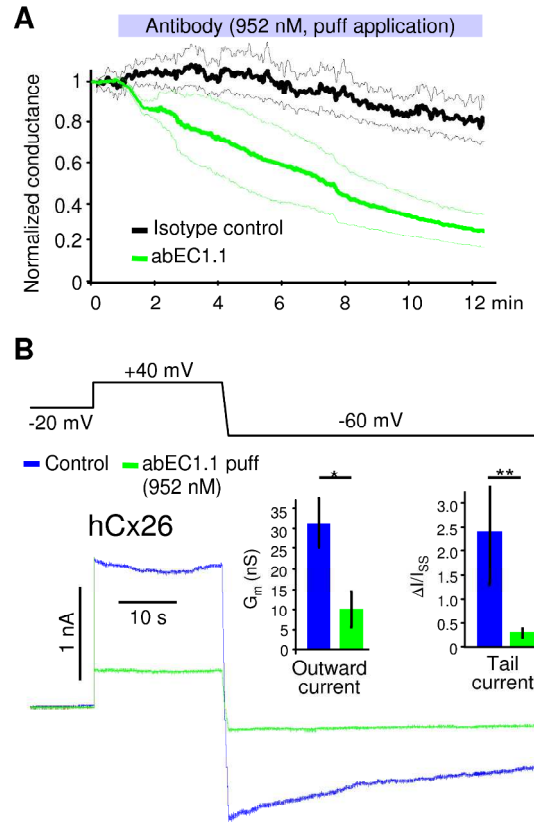 A
Antibody (952 nM, puff application)
Normalized conductance
1
0.8
0.6
0.4
0.2
0
Isotype control
abEC1.1
0 2 4 6 8 10 12 min
B
+40 mV
-20 mV
-60 mV
Control
abEC1.1 puff
(952 nM)
hCx26
10 s
1 nA
*
Gm (nS)
35
30
25
20
15
10
5
0
Outward
current
**
ΔI/ISS
3.0
2.5
2.0
1.5
1.0
0.5
0.0
Tail
current